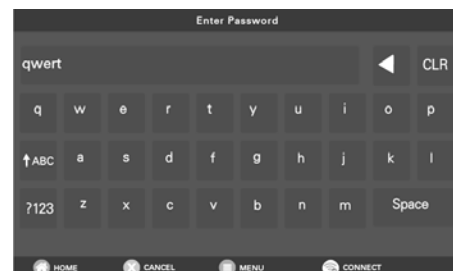 Enter Password
qwert CLR
q w e r t y u i o p
ABC a s d f g h j k l
?123 z x c v b n m Space
HOME CANCEL MENU CONNECT